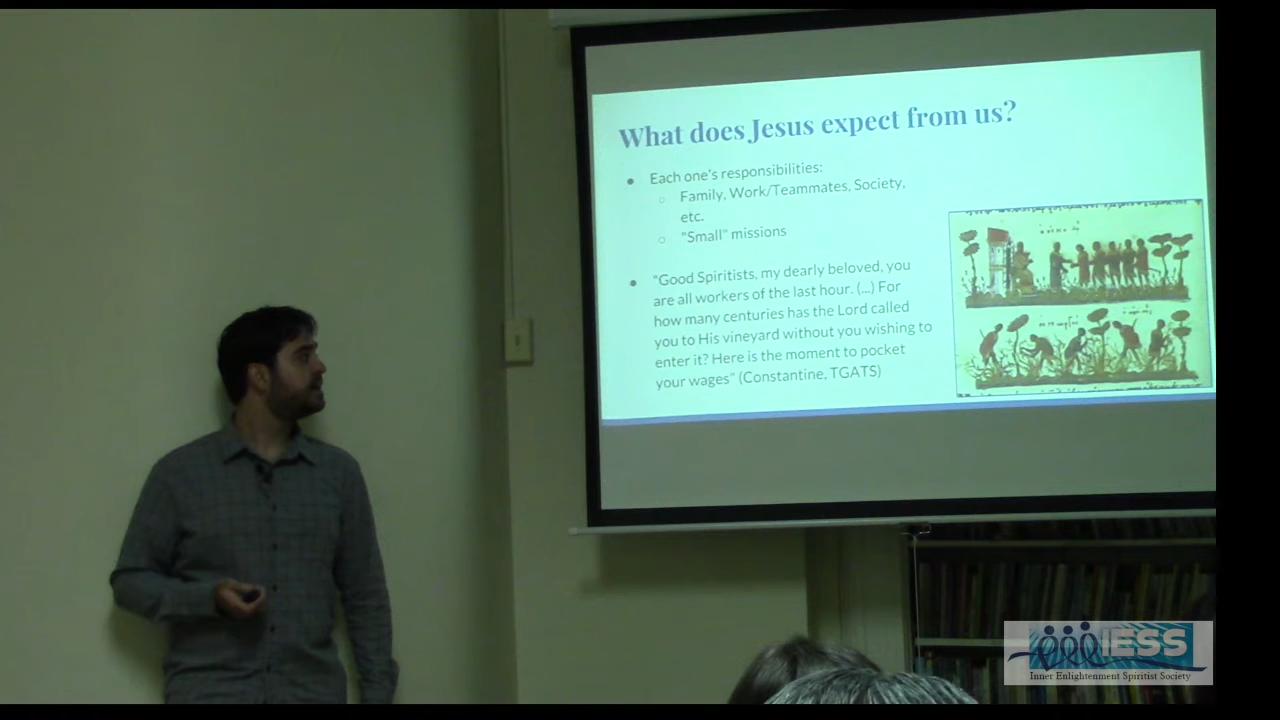 What does Jesus expect from us?
Each one's responsibilities:
Family, Work/Teammates, Society,
etc.
"Small" missions
"Good Spiritists, my dearly beloved, you
are all workers of the last hour. (...) For
how many centuries has the Lord called
you to His vineyard without you wishing to
enter it? Here is the moment to pocket
your wages" (Constantine, TGATS)
IESS
Inner Enlightenment Spiritist Society